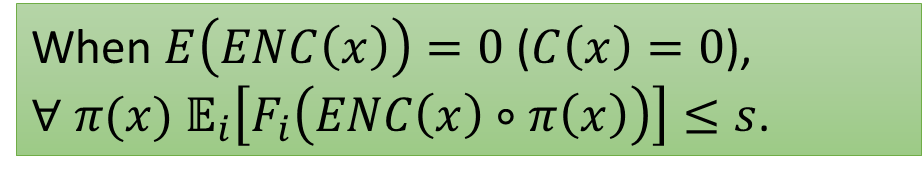 When 𝐸(𝐸𝑁𝐶(𝑥)) = 0 (𝐶(𝑥) = 0),
∀ 𝜋(𝑥) 𝔼ᵢ[𝐹ᵢ(𝐸𝑁𝐶(𝑥) ∘ 𝜋(𝑥))] ≤ 𝑠.